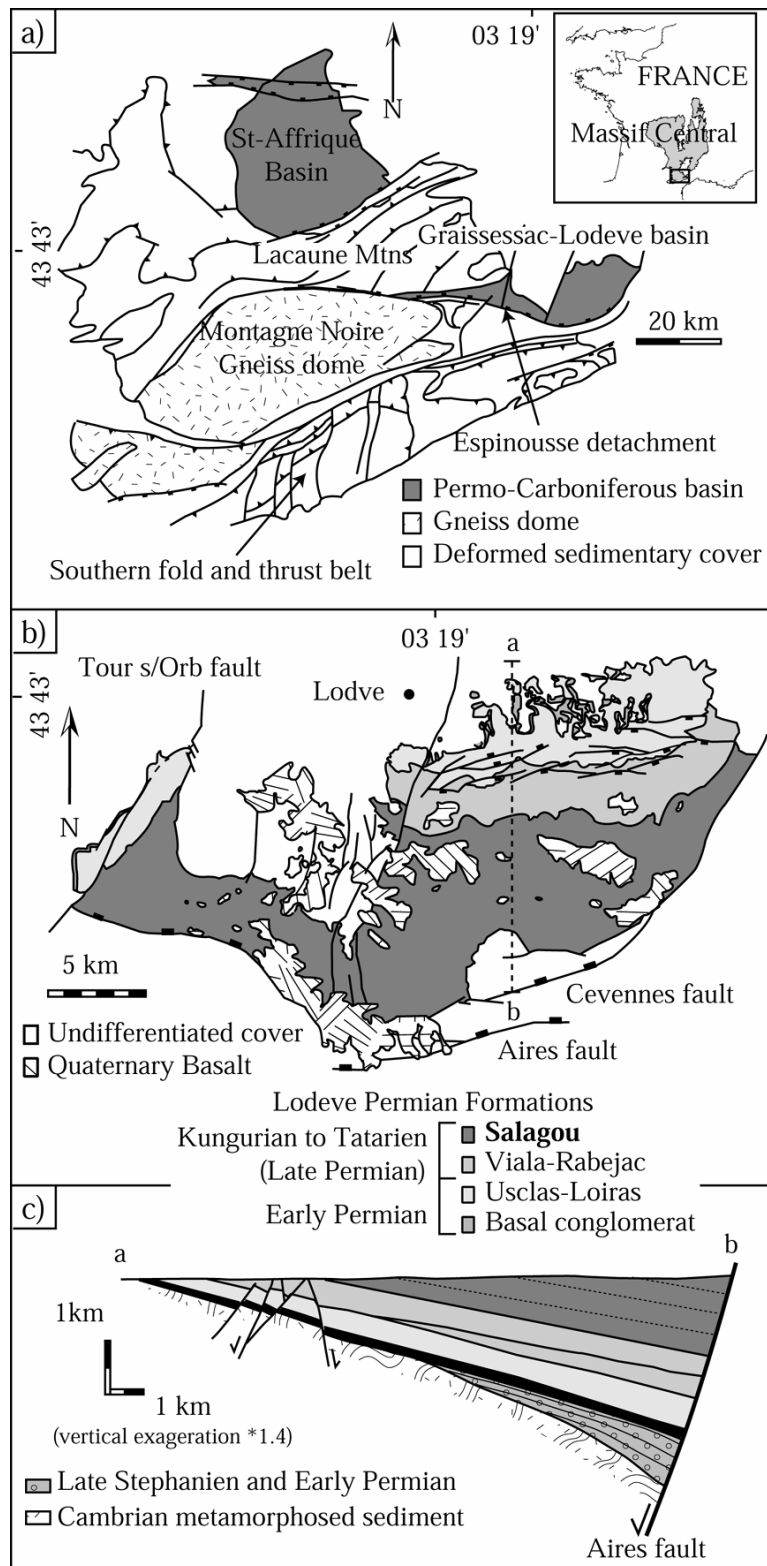 a)
03 19'
N
FRANCE
Massif Central
St-Affrique
Basin
43 43'
Graissessac-Lodeve basin
Lacaune Mtns
20 km
Montagne Noire
Gneiss dome
Espinousse detachment
Permo-Carboniferous basin
Gneiss dome
Deformed sedimentary cover
Southern fold and thrust belt
b)
03 19'
a
Tour s/Orb fault
43 43'
Lodve
N
5 km
b
Cevennes fault
Undifferentiated cover
Quaternary Basalt
Aires fault
Lodeve Permian Formations
Kungurian to Tatarien
(Late Permian)
Salagou
Viala-Rabejac
Early Permian
Usclas-Loiras
Basal conglomerat
c)
a
b
1km
1 km
(vertical exageration *1.4)
Late Stephanien and Early Permian
Cambrian metamorphosed sediment
Aires fault